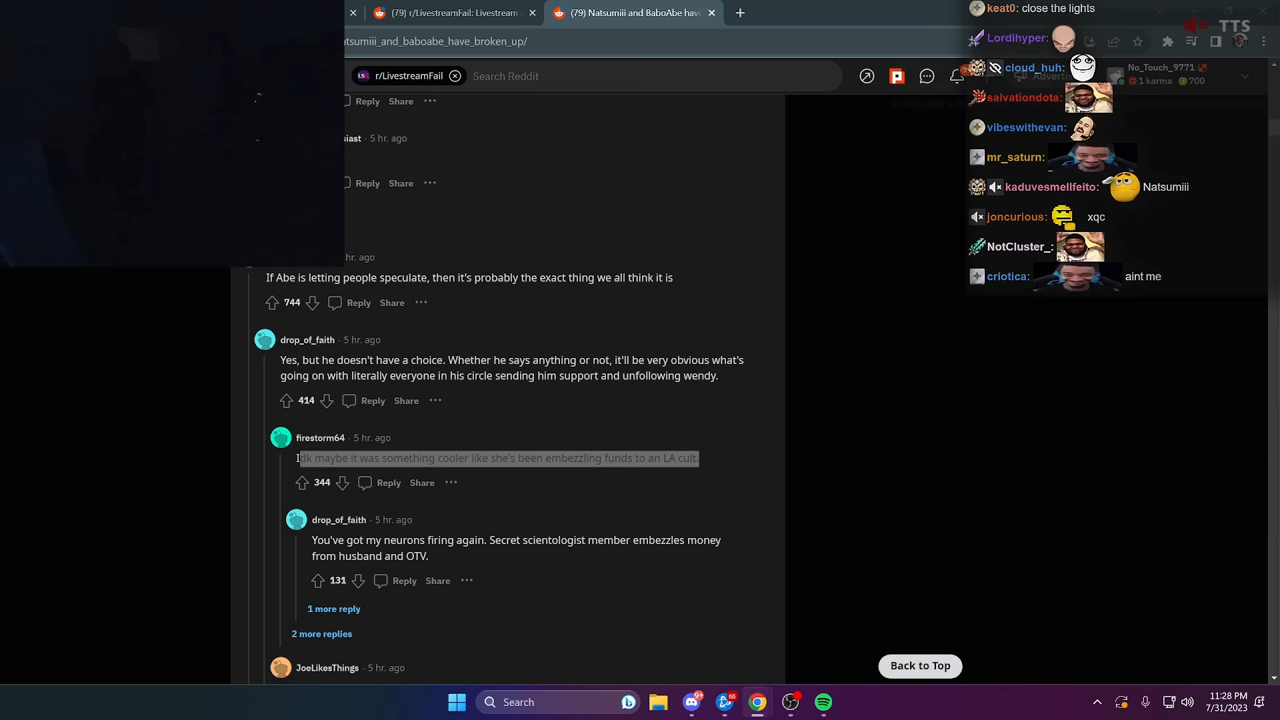 (79) r/LivestreamFail: Livestream
(79) Natsumiii and BaboAbe have
atsumiii_and_baboabe_have_broken_up/
r/LivestreamFail
Search Reddit
No_Touch_9771
1 karma 700
Reply Share
iast · 5 hr. ago
Reply Share
hr. ago
If Abe is letting people speculate, then it's probably the exact thing we all think it is
744 Reply Share
drop_of_faith · 5 hr. ago
Yes, but he doesn't have a choice. Whether he says anything or not, it'll be very obvious what's
going on with literally everyone in his circle sending him support and unfollowing wendy.
414 Reply Share
firestorm64 · 5 hr. ago
Idk maybe it was something cooler like she's been embezzling funds to an LA cult.
344 Reply Share
drop_of_faith · 5 hr. ago
You've got my neurons firing again. Secret scientologist member embezzles money
from husband and OTV.
131 Reply Share
1 more reply
2 more replies
JoeLikesThings · 5 hr. ago
Back to Top
keat0: close the lights
TTS
Lordihyper:
cloud_huh:
salvationdota:
vibeswithevan:
mr_saturn:
kaduvesmellfeito: Natsumiii
joncurious: xqc
NotCluster_:
criotica: aint me
Search
11:28 PM
7/31/2023